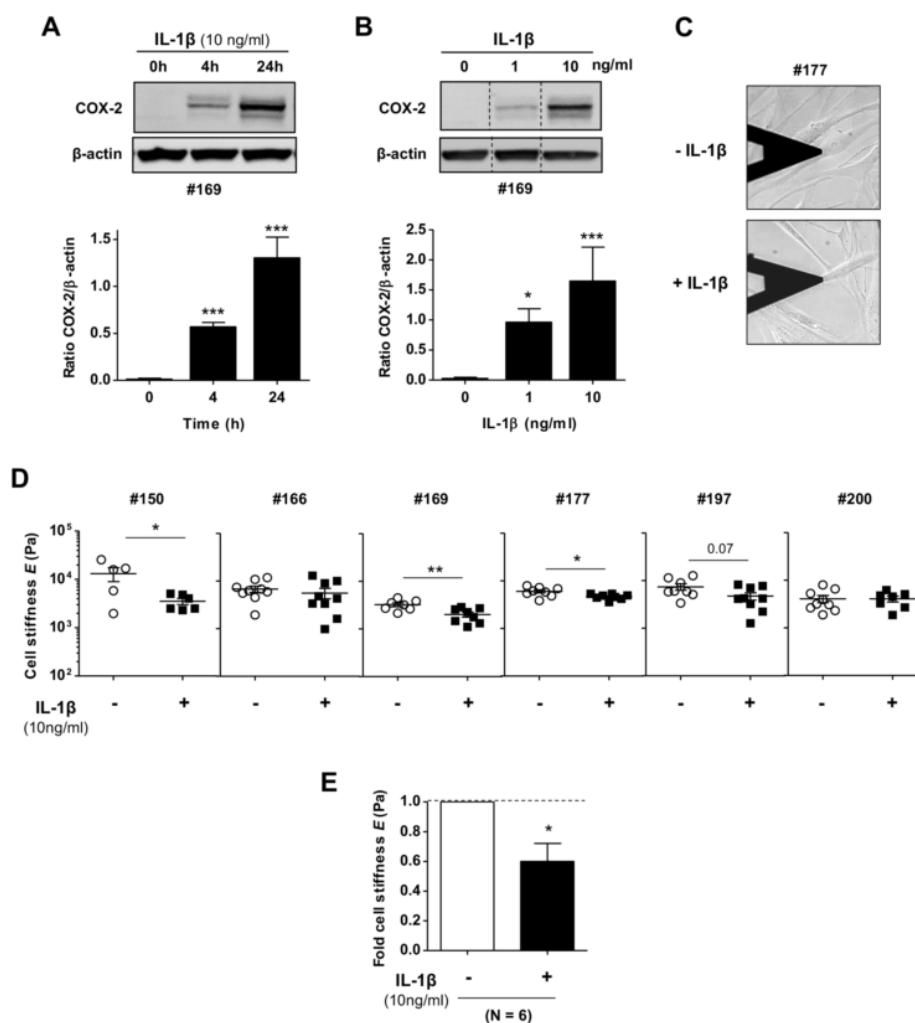 A
IL-1β (10 ng/ml)
0h 4h 24h
COX-2
β-actin
#169
Ratio COX-2/β-actin
1.5
1.0
0.5
0.0
***
***
0 4 24
Time (h)
B
IL-1β
0 1 10 ng/ml
COX-2
β-actin
#169
Ratio COX-2/β-actin
2.5
2.0
1.5
1.0
0.5
0.0
*
***
0 1 10
IL-1β (ng/ml)
C
#177
- IL-1β
+ IL-1β
D
#150 #166 #169 #177 #197 #200
Cell stiffness E (Pa)
10⁵
10⁴
10³
10²
* ** * 0.07
- + - + - + - + - + - +
IL-1β
(10ng/ml)
E
Fold cell stiffness E (Pa)
1.0
0.8
0.6
0.4
0.2
0.0
*
IL-1β - +
(10ng/ml)
(N = 6)